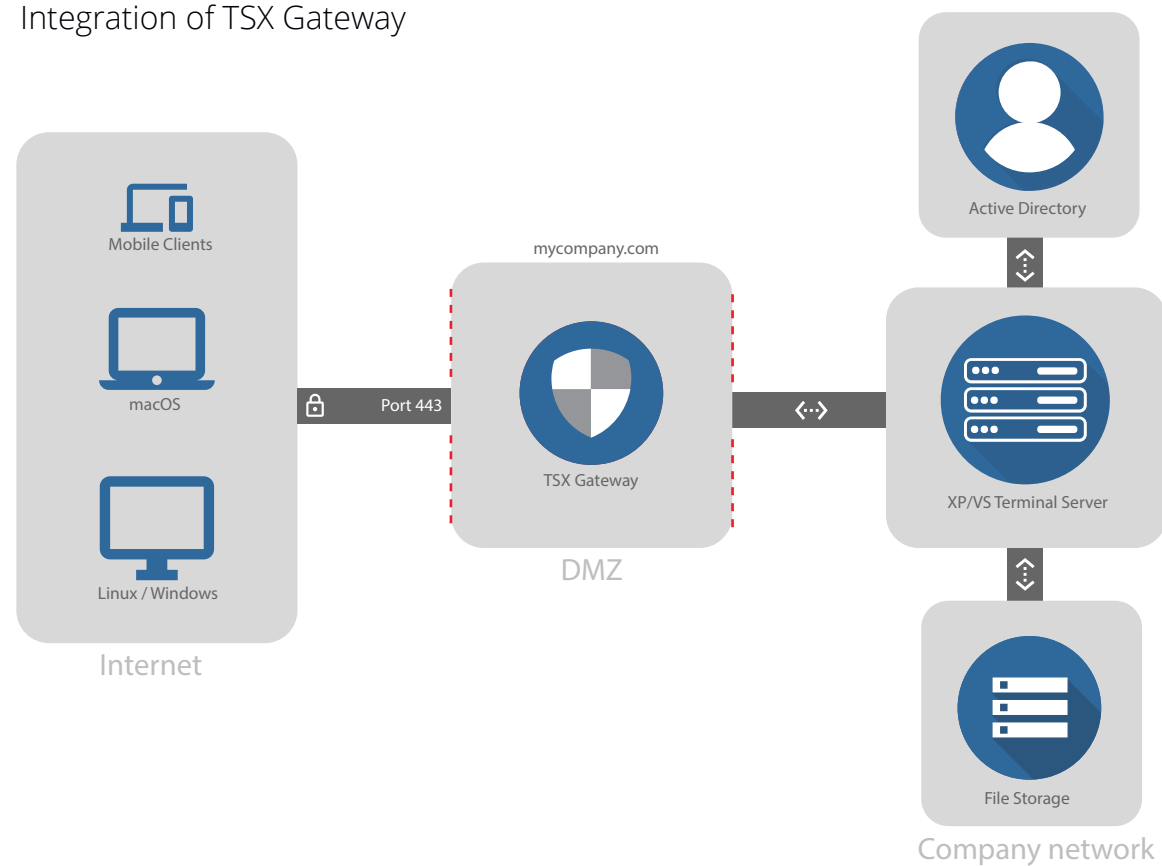 Integration of TSX Gateway
Mobile Clients
macOS
Linux / Windows
Internet
Port 443
mycompany.com
TSX Gateway
DMZ
Active Directory
XP/VS Terminal Server
File Storage
Company network